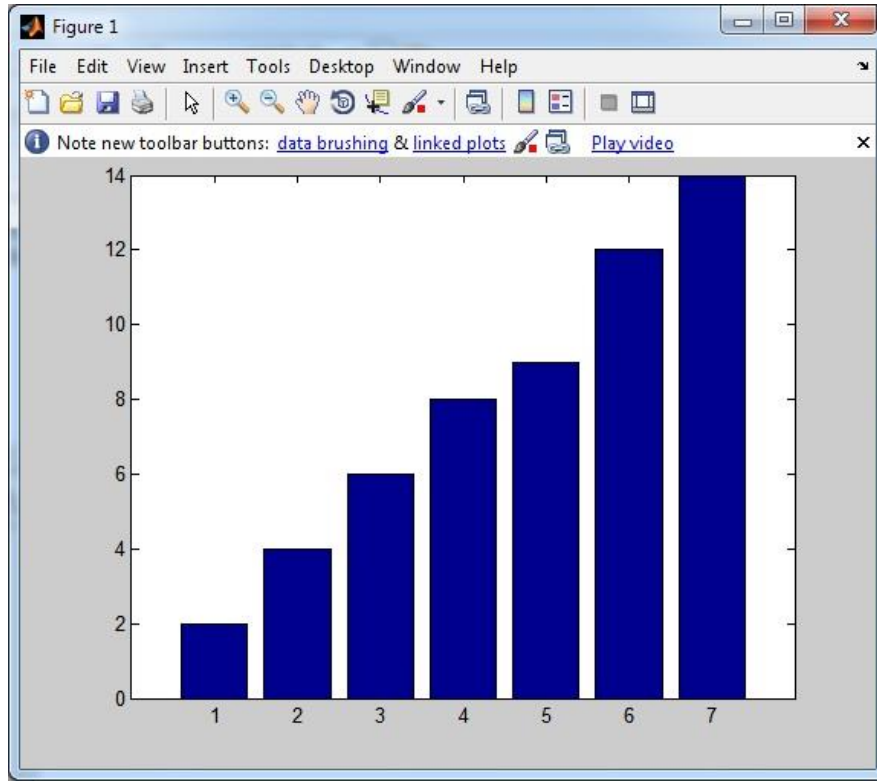 Figure 1
File Edit View Insert Tools Desktop Window Help
Note new toolbar buttons: data brushing & linked plots Play video
14
12
10
8
6
4
2
0
1 2 3 4 5 6 7